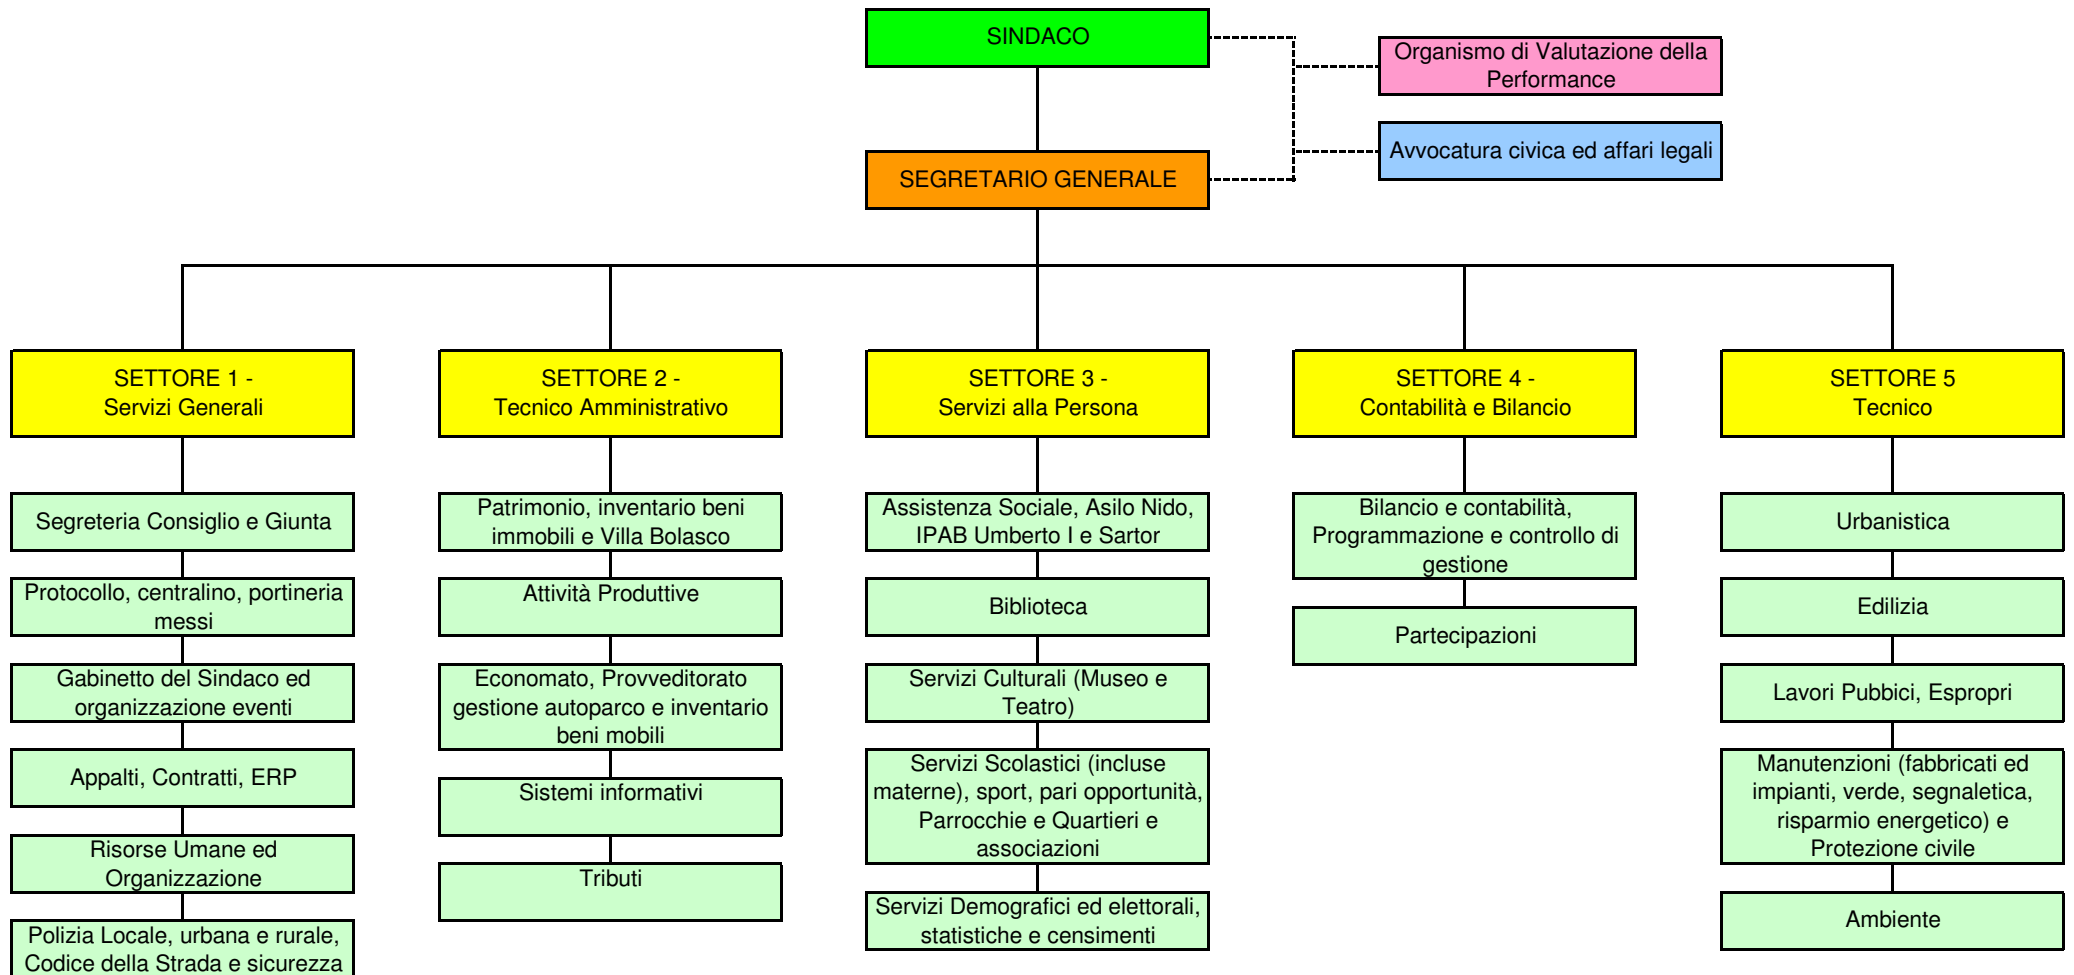 SINDACO
Organismo di Valutazione della
Performance
Avvocatura civica ed affari legali
SEGRETARIO GENERALE
SETTORE 1 -
Servizi Generali
Segreteria Consiglio e Giunta
Protocollo, centralino, portineria
messi
Gabinetto del Sindaco ed
organizzazione eventi
Appalti, Contratti, ERP
Risorse Umane ed
Organizzazione
Polizia Locale, urbana e rurale,
Codice della Strada e sicurezza
SETTORE 2 -
Tecnico Amministrativo
Patrimonio, inventario beni
immobili e Villa Bolasco
Attività Produttive
Economato, Provveditorato
gestione autoparco e inventario
beni mobili
Sistemi informativi
Tributi
SETTORE 3 -
Servizi alla Persona
Assistenza Sociale, Asilo Nido,
IPAB Umberto I e Sartor
Biblioteca
Servizi Culturali (Museo e
Teatro)
Servizi Scolastici (incluse
materne), sport, pari opportunità,
Parrocchie e Quartieri e
associazioni
Servizi Demografici ed elettorali,
statistiche e censimenti
SETTORE 4 -
Contabilità e Bilancio
Bilancio e contabilità,
Programmazione e controllo di
gestione
Partecipazioni
SETTORE 5
Tecnico
Urbanistica
Edilizia
Lavori Pubbici, Espropri
Manutenzioni (fabbricati ed
impianti, verde, segnaletica,
risparmio energetico) e
Protezione civile
Ambiente